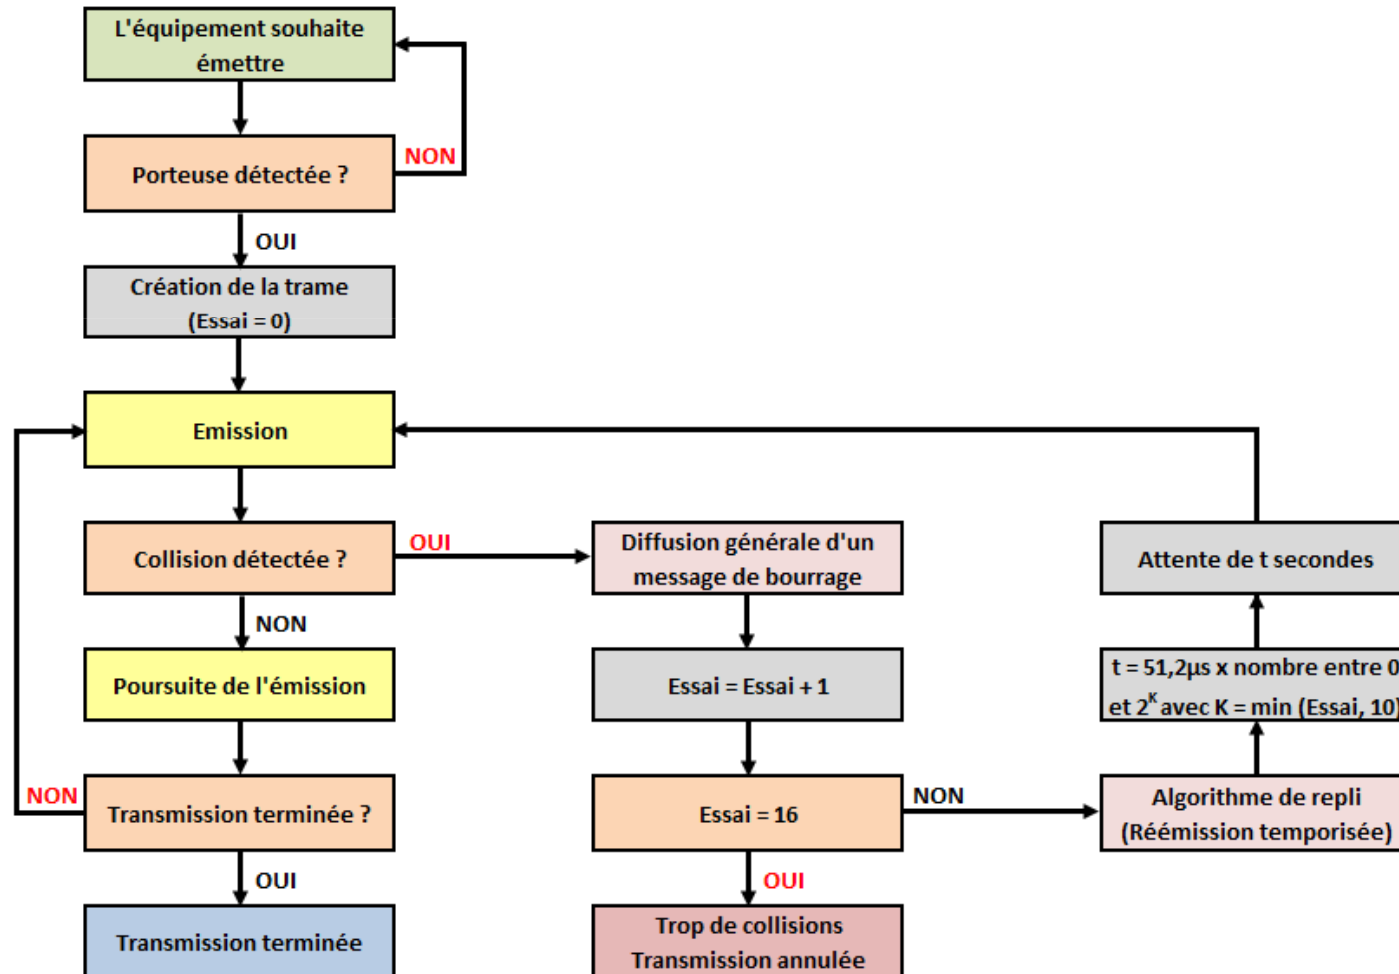 L'équipement souhaite
émettre
Porteuse détectée ?
NON
OUI
Création de la trame
(Essai = 0)
Emission
Collision détectée ?
OUI
NON
Poursuite de l'émission
Transmission terminée ?
NON
OUI
Transmission terminée
Diffusion générale d'un
message de bourrage
Essai = Essai + 1
Essai = 16
NON
OUI
Trop de collisions
Transmission annulée
Algorithme de repli
(Réémission temporisée)
t = 51,2µs x nombre entre 0
et 2^K avec K = min (Essai, 10)
Attente de t secondes